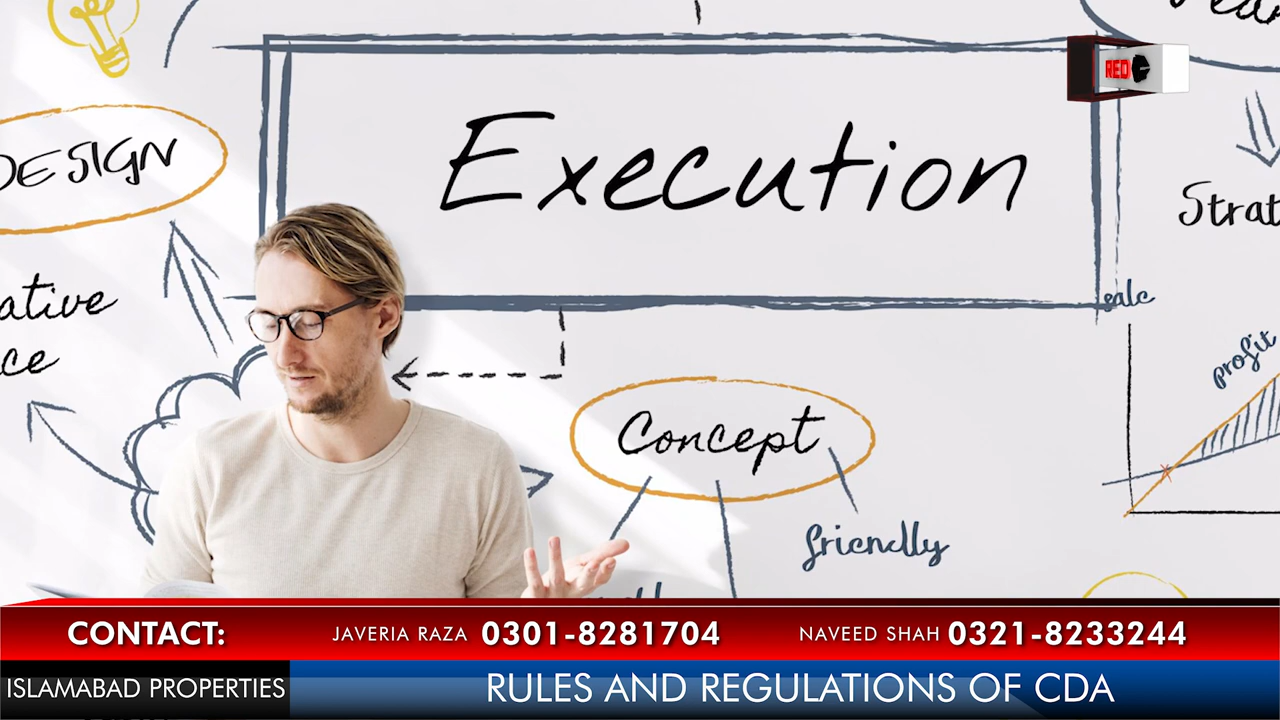 Execution
RED
DESIGN
Strat
ative
ce
calc
profit
Concept
friendly
CONTACT:
JAVERIA RAZA 0301-8281704
NAVEED SHAH 0321-8233244
ISLAMABAD PROPERTIES
RULES AND REGULATIONS OF CDA